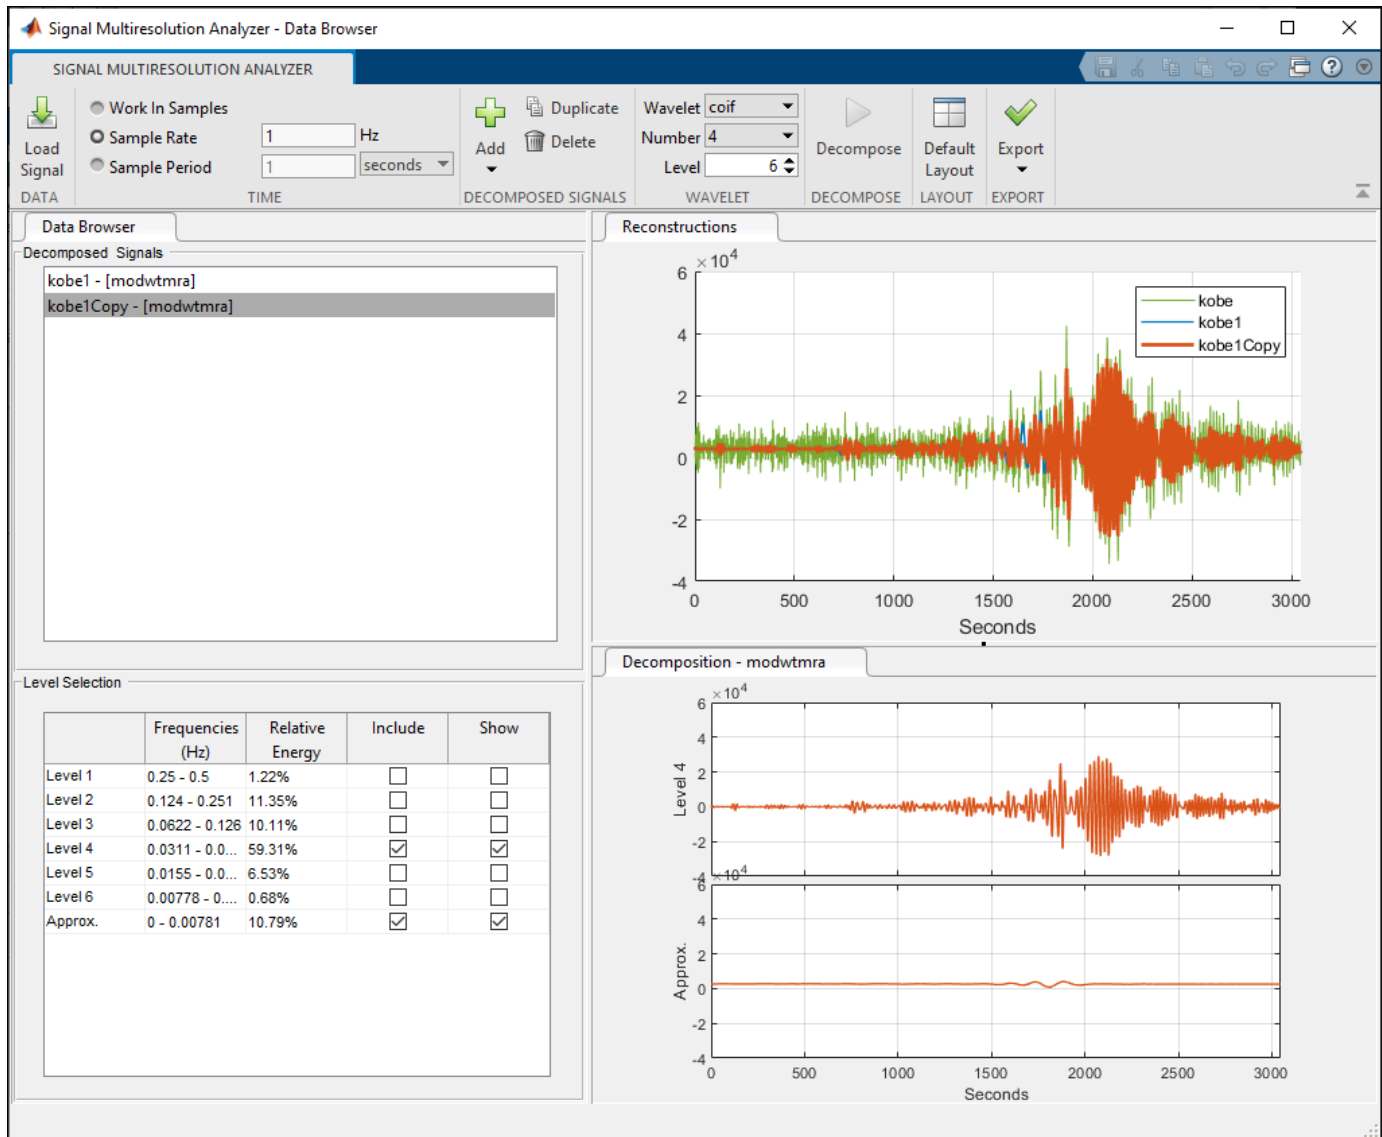 Signal Multiresolution Analyzer - Data Browser
SIGNAL MULTIRESOLUTION ANALYZER
Load Signal
DATA
Work In Samples
Sample Rate 1 Hz
Sample Period 1 seconds
TIME
Add
Duplicate
Delete
DECOMPOSED SIGNALS
Wavelet coif
Number 4
Level 6
WAVELET
Decompose
DECOMPOSE
Default Layout
LAYOUT
Export
EXPORT
Data Browser
Decomposed Signals
kobe1 - [modwtmra]
kobe1Copy - [modwtmra]
Level Selection
Frequencies (Hz) Relative Energy Include Show
Level 1 0.25 - 0.5 1.22%
Level 2 0.124 - 0.251 11.35%
Level 3 0.0622 - 0.126 10.11%
Level 4 0.0311 - 0.0... 59.31%
Level 5 0.0155 - 0.0... 6.53%
Level 6 0.00778 - 0.... 0.68%
Approx. 0 - 0.00781 10.79%
Reconstructions
×10^4
6
4
2
0
-2
-4
0 500 1000 1500 2000 2500 3000
Seconds
kobe
kobe1
kobe1Copy
Decomposition - modwtmra
×10^4
6
4
2
0
-2
-4
Level 4
×10^4
6
4
2
0
-2
-4
Approx.
0 500 1000 1500 2000 2500 3000
Seconds